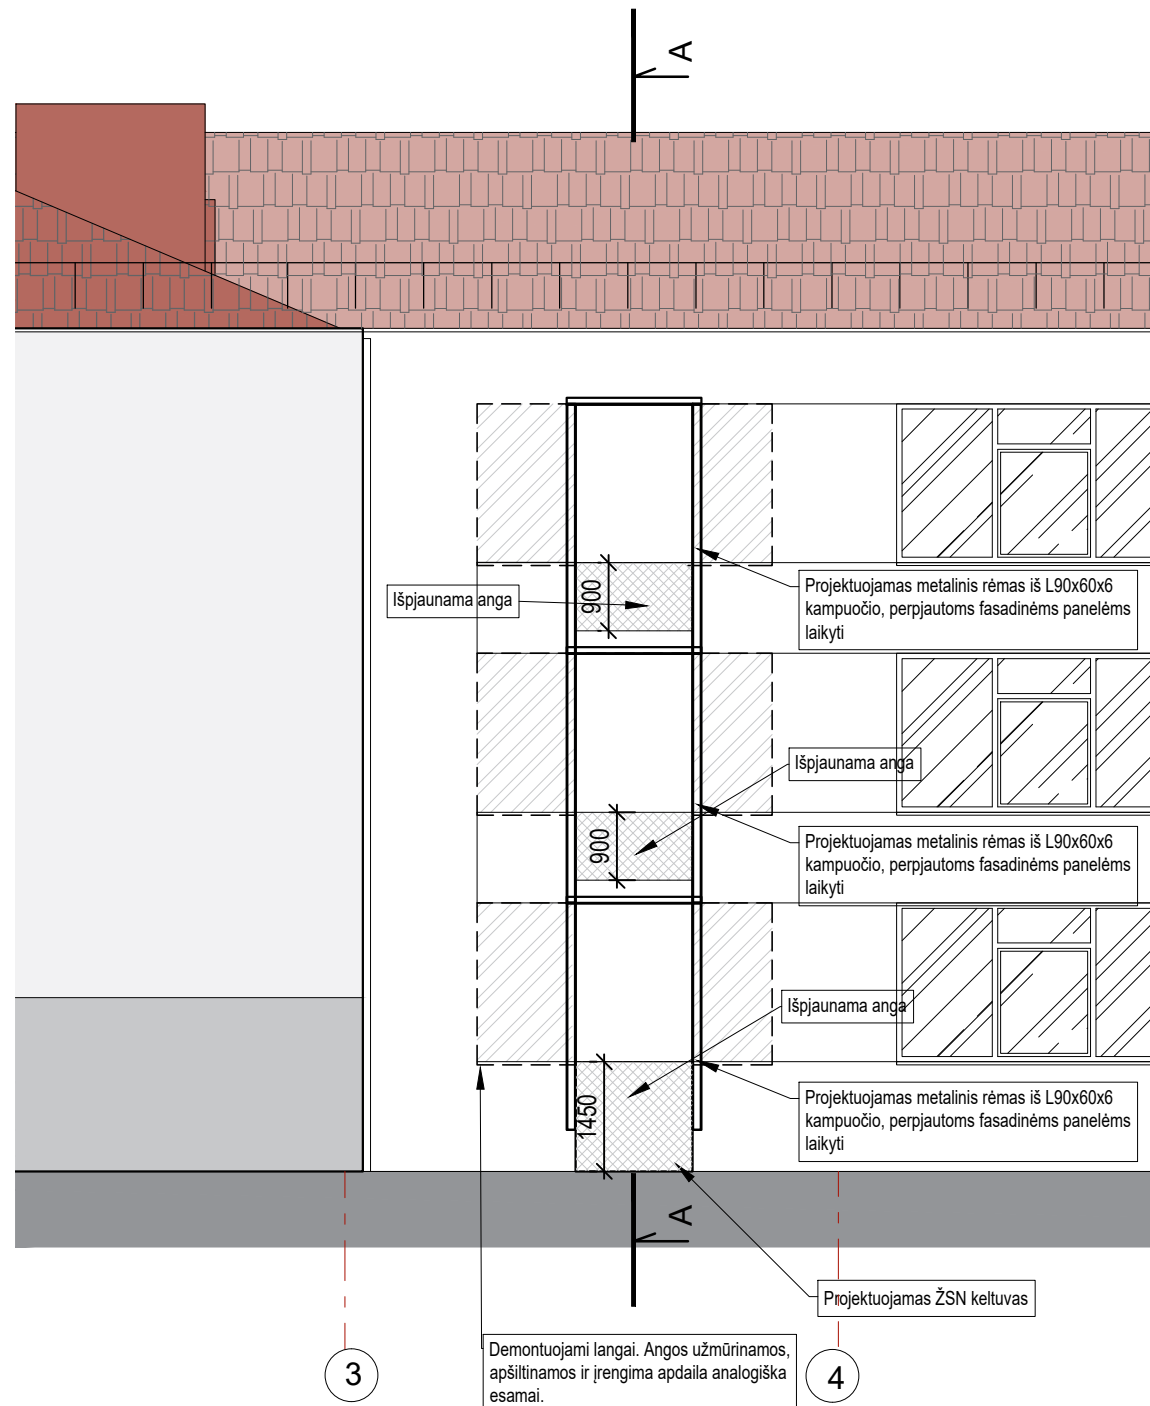 A
900
Išpjaunama anga
Projektuojamas metalinis rėmas iš L90x60x6
kampuočio, perpjautoms fasadinėms panelėms
laikyti
Išpjaunama anga
900
Projektuojamas metalinis rėmas iš L90x60x6
kampuočio, perpjautoms fasadinėms panelėms
laikyti
Išpjaunama anga
1450
Projektuojamas metalinis rėmas iš L90x60x6
kampuočio, perpjautoms fasadinėms panelėms
laikyti
A
Projektuojamas ŽSN keltuvas
Demontuojami langai. Angos užmūrinamos,
apšiltinamos ir įrengima apdaila analogiška
esamai.
3
4